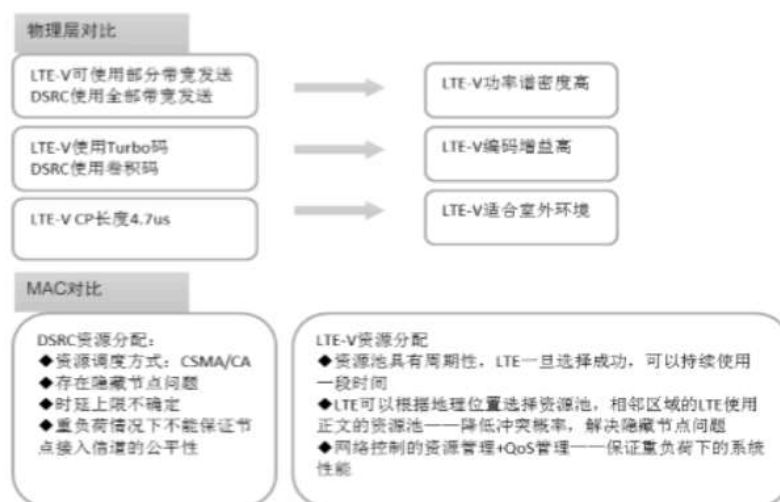 物理层对比
LTE-V可使用部分带宽发送
DSRC使用全部带宽发送
LTE-V功率谱密度高
LTE-V使用Turbo码
DSRC使用卷积码
LTE-V编码增益高
LTE-V CP长度4.7us
LTE-V适合室外环境
MAC对比
DSRC资源分配：
◆资源调度方式：CSMA/CA
◆存在隐藏节点问题
◆时延上限不确定
◆重负荷情况下不能保证节
点接入信道的公平性
LTE-V资源分配
◆资源池具有周期性，LTE一旦选择成功，可以持续使用
一段时间
◆LTE可以根据地理位置选择资源池，相邻区域的LTE使用
正文的资源池——降低冲突概率，解决隐藏节点问题
◆网络控制的资源管理+QoS管理——保证重负荷下的系统
性能